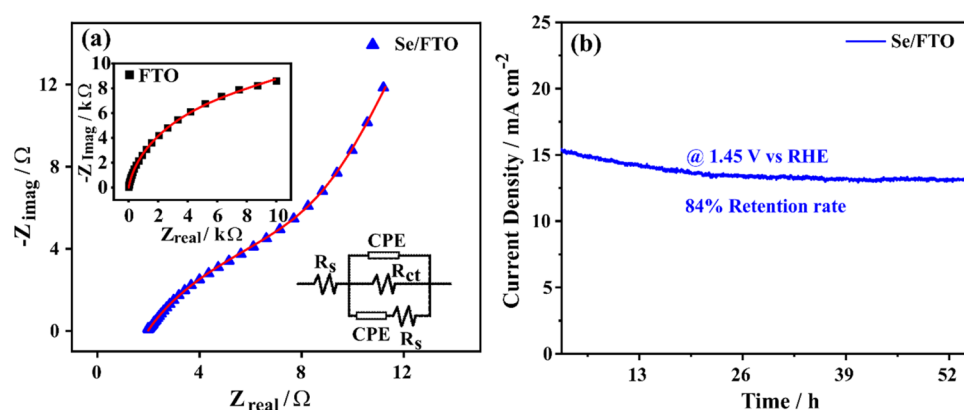 (a)
Se/FTO
FTO
-Z Imag / k Ω
10
8
6
4
2
0
0 2 4 6 8 10
Zreal / k Ω
-Z imag / Ω
12
8
4
0
0 4 8 12
Z real / Ω
CPE
Rs
Rct
CPE
Rs
(b)
Se/FTO
Current Density / mA cm-2
25
20
15
10
5
0
@ 1.45 V vs RHE
84% Retention rate
13 26 39 52
Time / h